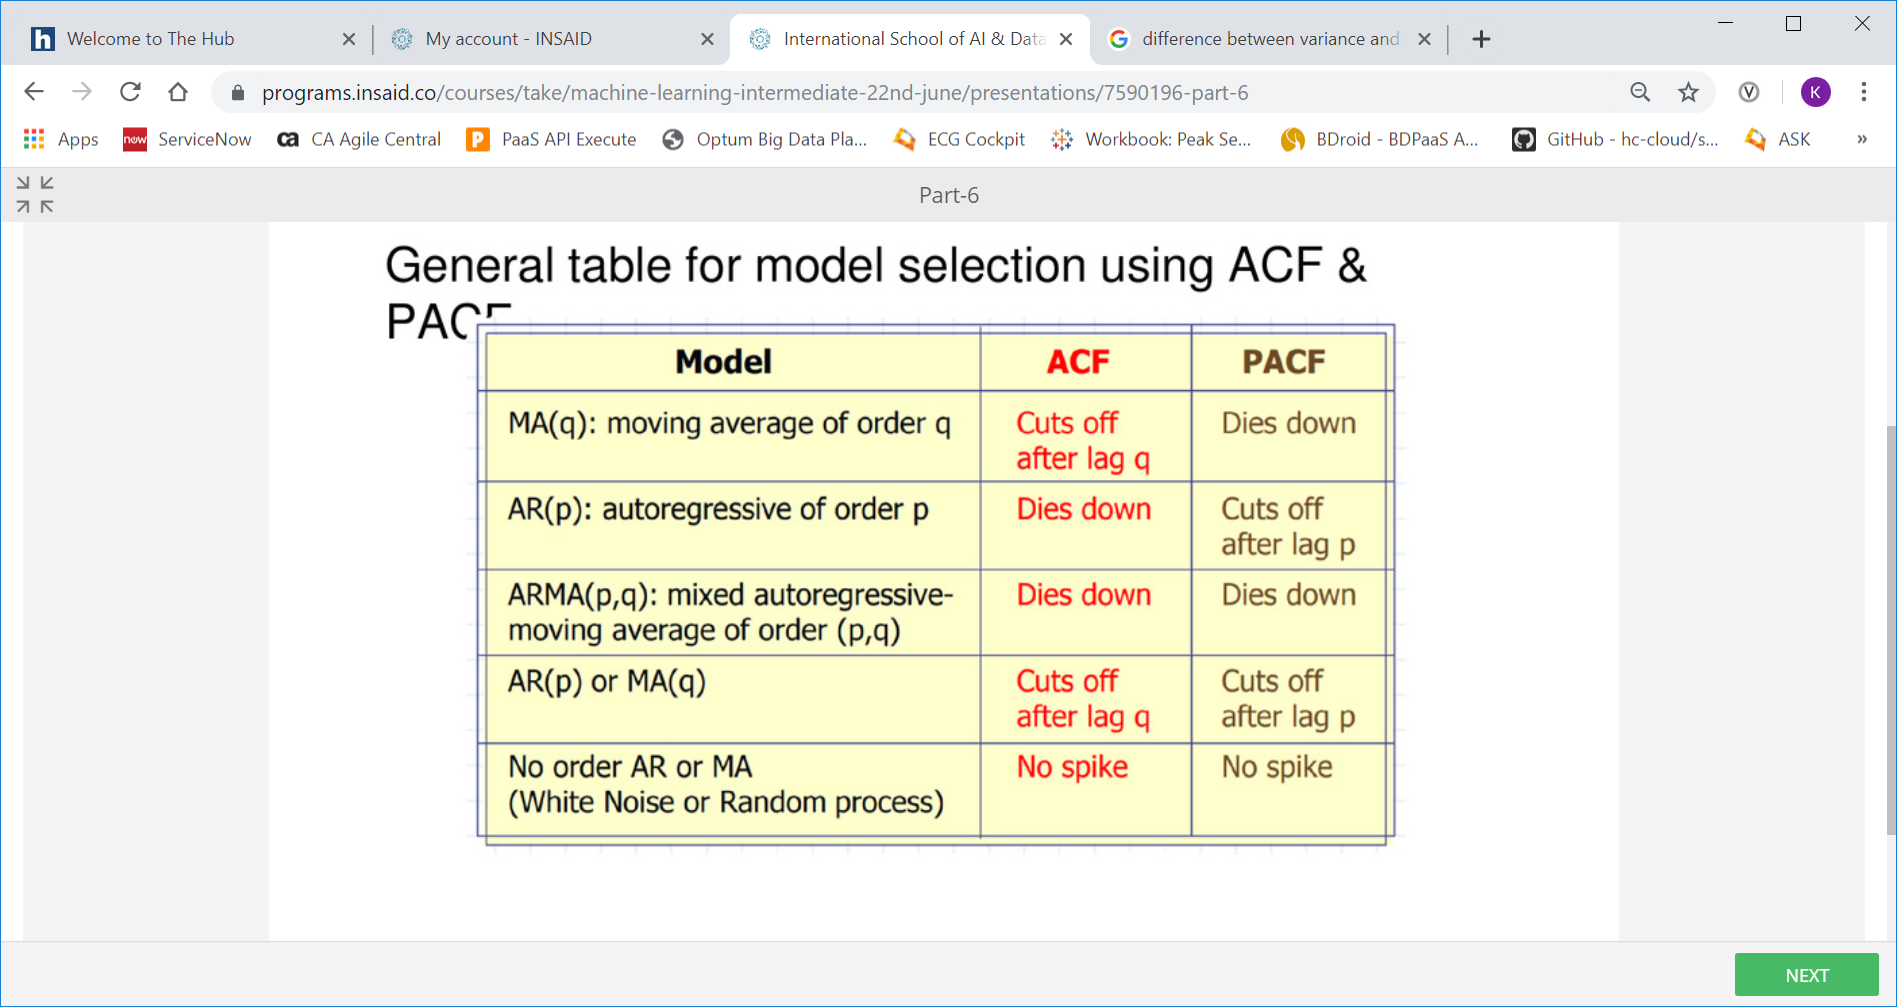 Welcome to The Hub
My account - INSAID
International School of AI & Data
difference between variance and
programs.insaid.co/courses/take/machine-learning-intermediate-22nd-june/presentations/7590196-part-6
K
Apps
now ServiceNow
ca CA Agile Central
PaaS API Execute
Optum Big Data Pla...
ECG Cockpit
Workbook: Peak Se...
BDroid - BDPaaS A...
GitHub - hc-cloud/s...
ASK
»
Part-6
General table for model selection using ACF &
PACF
Model ACF PACF
MA(q): moving average of order q
Cuts off
after lag q
Dies down
AR(p): autoregressive of order p
Dies down
Cuts off
after lag p
ARMA(p,q): mixed autoregressive-
moving average of order (p,q)
Dies down
Dies down
AR(p) or MA(q)
Cuts off
after lag q
Cuts off
after lag p
No order AR or MA
(White Noise or Random process)
No spike
No spike
NEXT